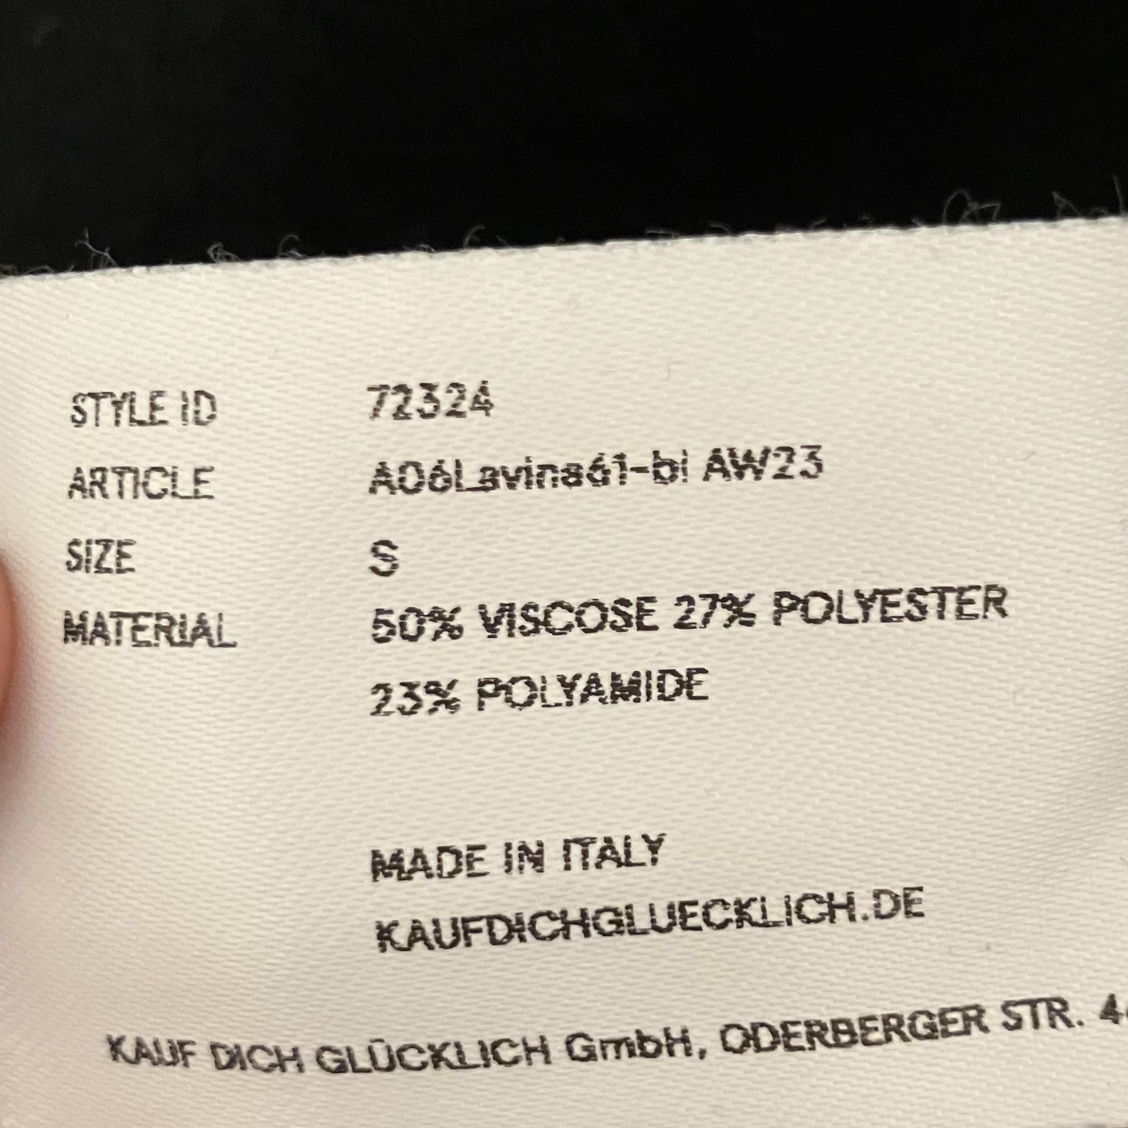 STYLE ID 72324
ARTICLE A06Lavina61-bl AW23
SIZE S
MATERIAL 50% VISCOSE 27% POLYESTER
23% POLYAMIDE
MADE IN ITALY
KAUFDICHGLUECKLICH.DE
KAUF DICH GLÜCKLICH GmbH, ODERBERGER STR.